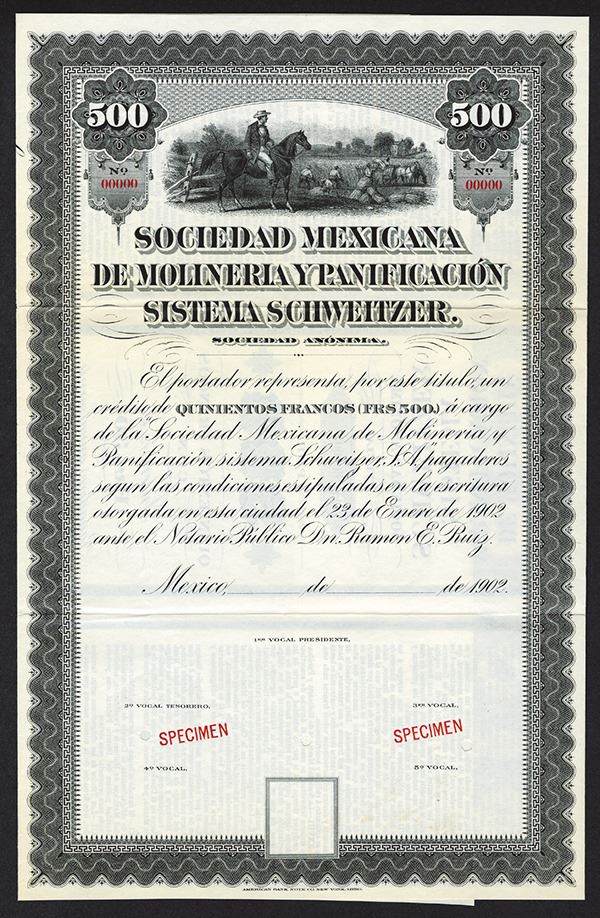 500
500
Nº
00000
Nº
00000
SOCIEDAD MEXICANA
DE MOLINERIA Y PANIFICACIÓN
SISTEMA SCHWEITZER.
SOCIEDAD ANÓNIMA.
El portador representa, por este titulo, un
crédito de QUINIENTOS FRANCOS (FRS 500.) á cargo
de la "Sociedad Mexicana de Molineria y
Panificación sistema Schweitzer, S.A. pagaderos
segun las condiciones estipuladas en la escritura
otorgada en esta ciudad el 23 de Enero de 1902
ante el Notario Público Dn. Ramon E. Ruiz.
Mexico, de de 1902.
1er VOCAL PRESIDENTE,
2º VOCAL TESORERO,
3er VOCAL,
SPECIMEN
SPECIMEN
4º VOCAL,
5º VOCAL,
AMERICAN BANK NOTE CO. NEW YORK.